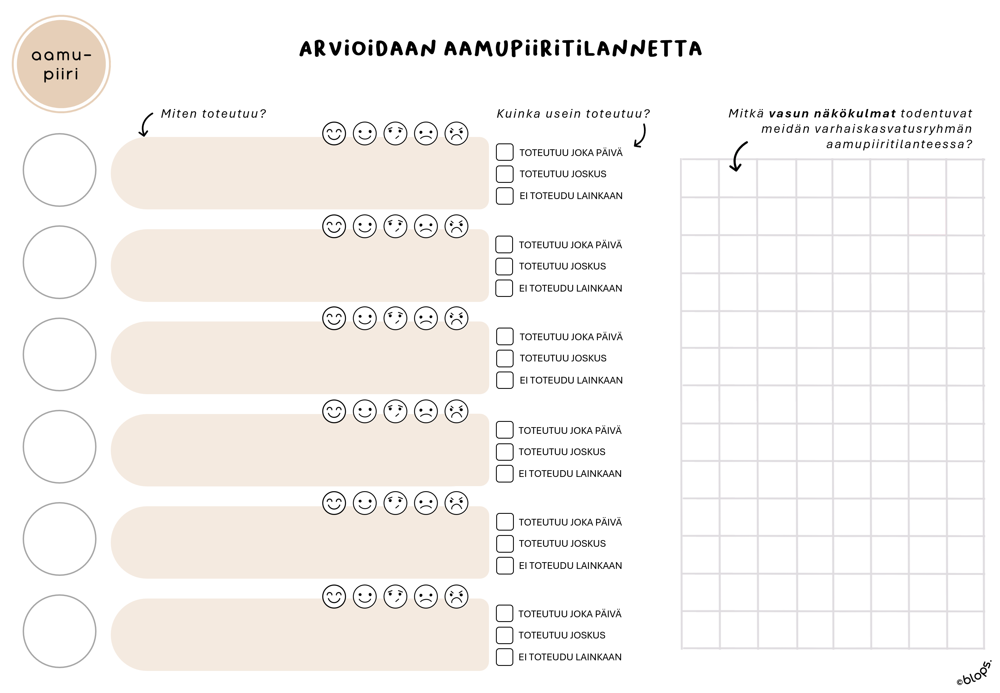 aamu-
piiri
ARVIOIDAAN AAMUPIIRITILANNETTA
Miten toteutuu?
Kuinka usein toteutuu?
Mitkä vasun näkökulmat todentuvat
meidän varhaiskasvatusryhmän
aamupiiritilanteessa?
TOTEUTUU JOKA PÄIVÄ
TOTEUTUU JOSKUS
EI TOTEUDU LAINKAAN
TOTEUTUU JOKA PÄIVÄ
TOTEUTUU JOSKUS
EI TOTEUDU LAINKAAN
TOTEUTUU JOKA PÄIVÄ
TOTEUTUU JOSKUS
EI TOTEUDU LAINKAAN
TOTEUTUU JOKA PÄIVÄ
TOTEUTUU JOSKUS
EI TOTEUDU LAINKAAN
TOTEUTUU JOKA PÄIVÄ
TOTEUTUU JOSKUS
EI TOTEUDU LAINKAAN
TOTEUTUU JOKA PÄIVÄ
TOTEUTUU JOSKUS
EI TOTEUDU LAINKAAN
©blops.